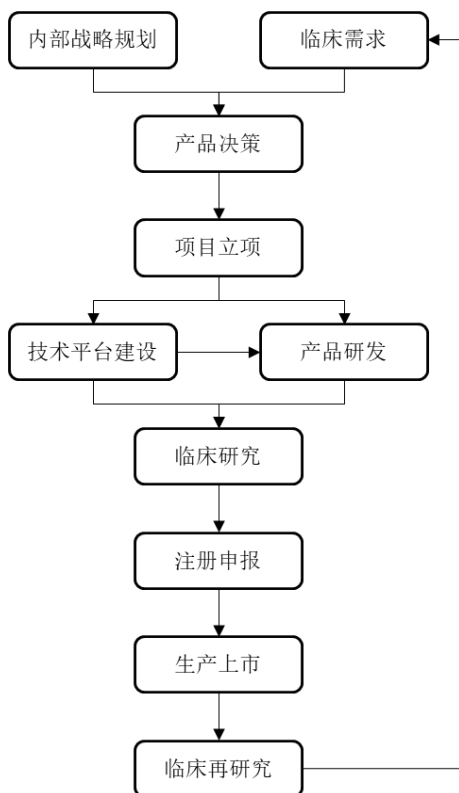 内部战略规划
临床需求
产品决策
项目立项
技术平台建设
产品研发
临床研究
注册申报
生产上市
临床再研究